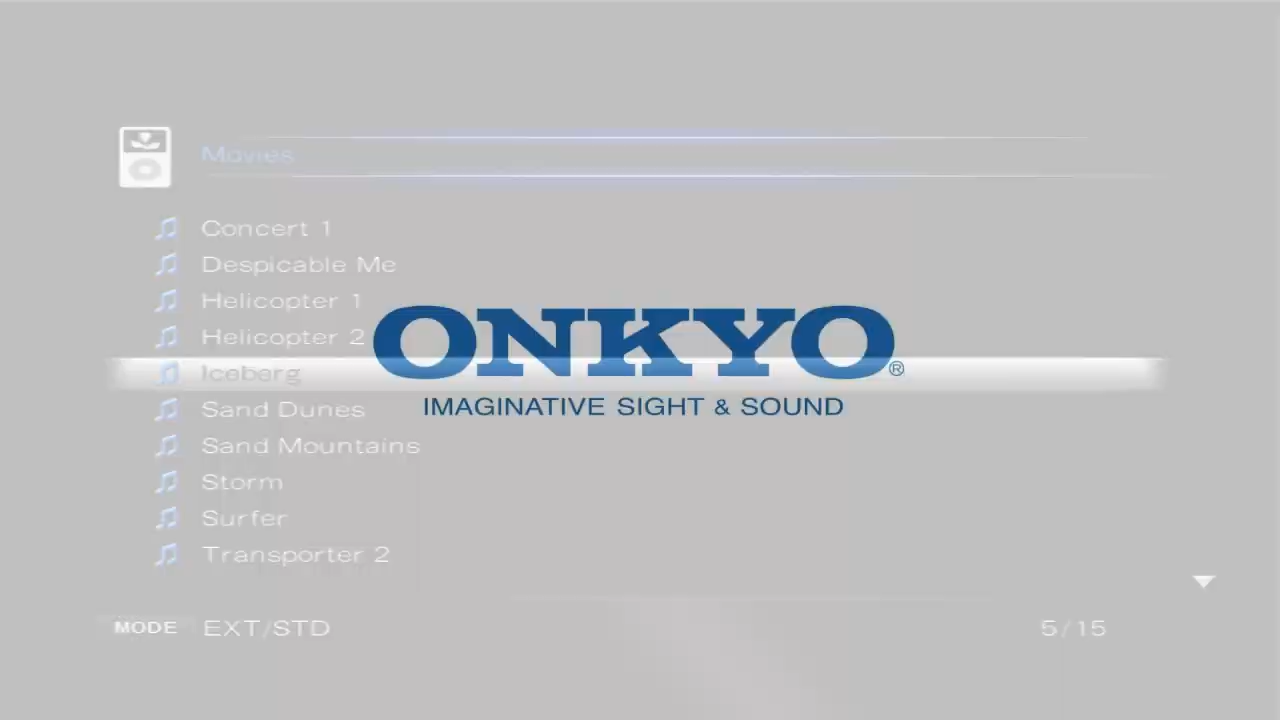 Movies
Concert 1
Despicable Me
Helicopter 1
Helicopter 2
ONKYO®
Iceberg
IMAGINATIVE SIGHT & SOUND
Sand Dunes
Sand Mountains
Storm
Surfer
Transporter 2
MODE EXT/STD 5/15